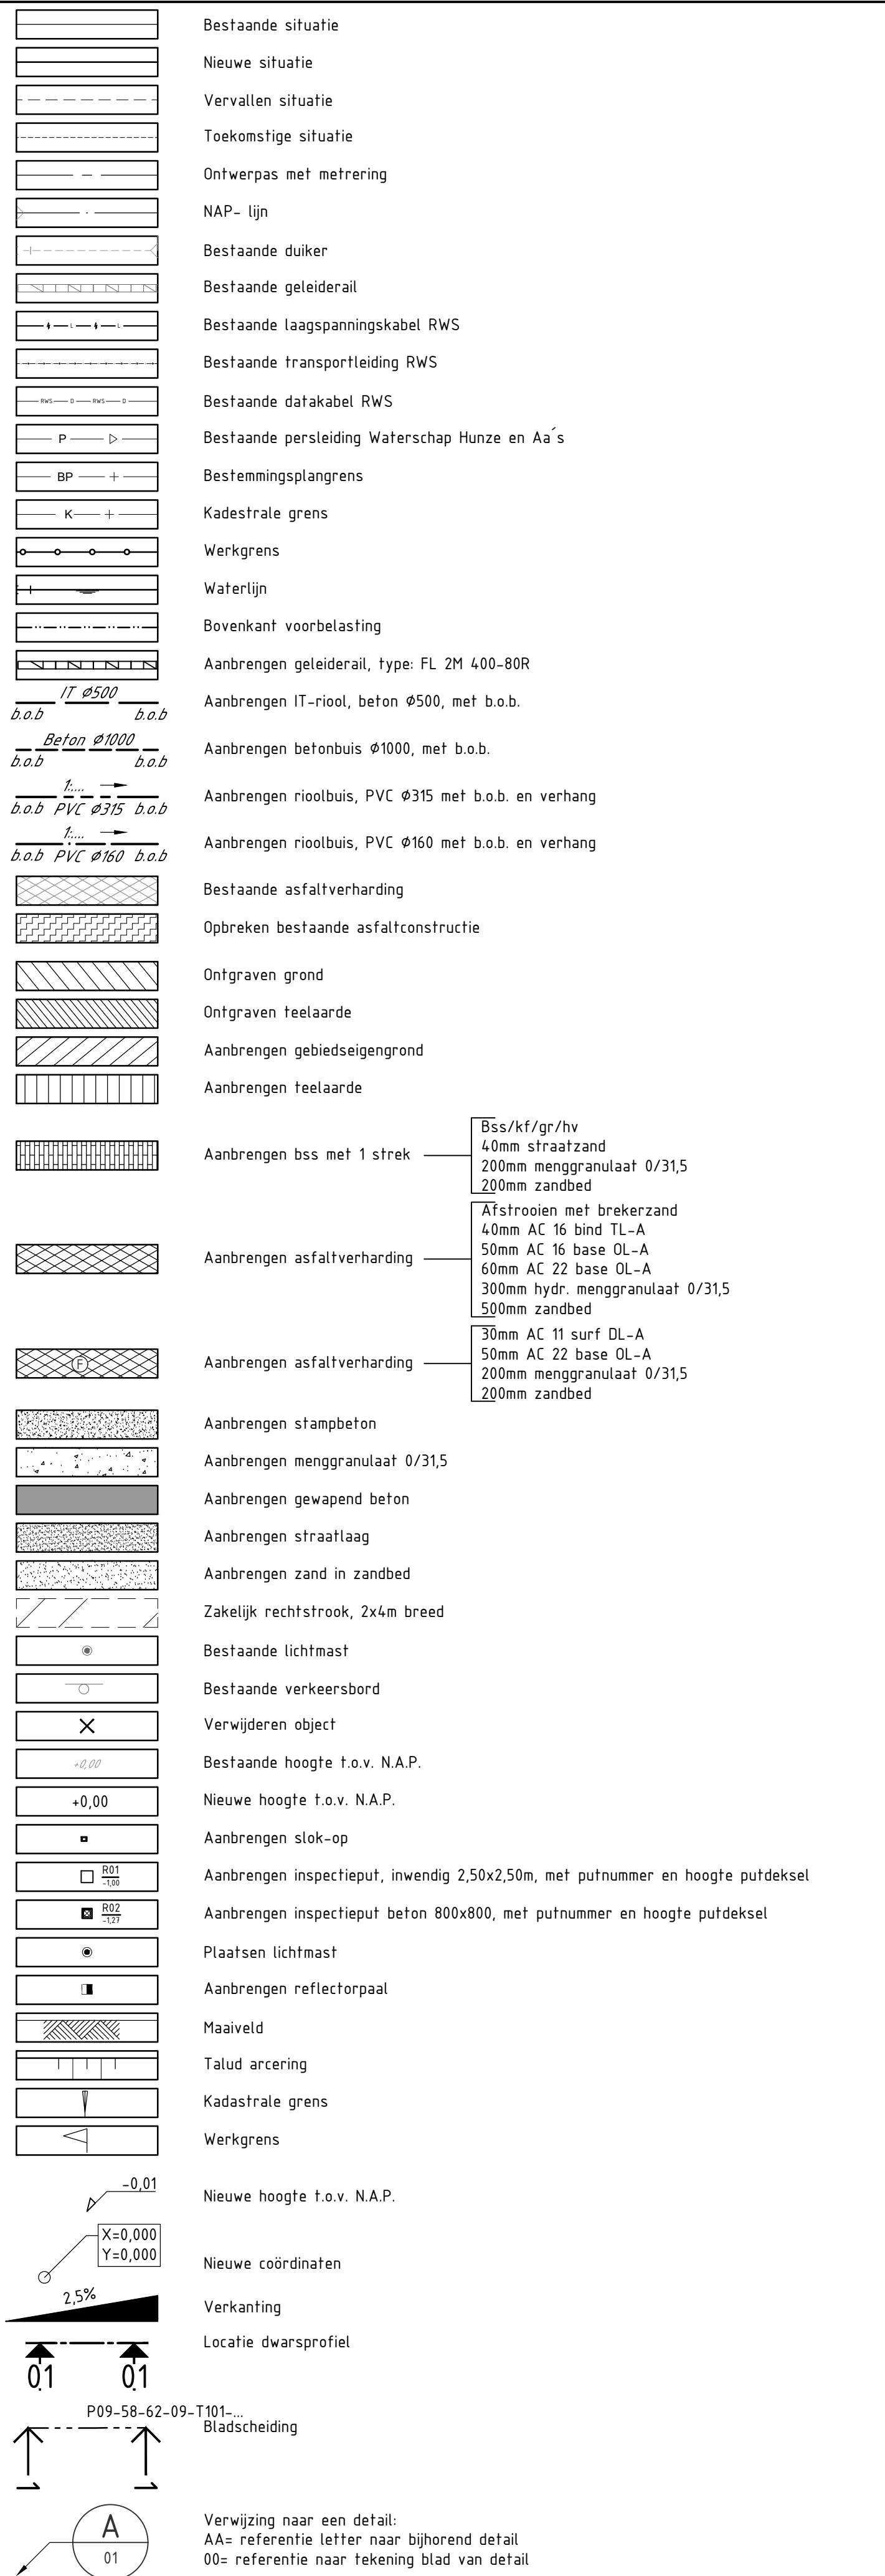 Bestaande situatie
Nieuwe situatie
Vervallen situatie
Toekomstige situatie
Ontwerpas met metrering
NAP- lijn
Bestaande duiker
Bestaande geleiderail
L L
Bestaande laagspanningskabel RWS
Bestaande transportleiding RWS
RWS D RWS D
Bestaande datakabel RWS
P
Bestaande persleiding Waterschap Hunze en Aa´s
BP
Bestemmingsplangrens
K
Kadestrale grens
Werkgrens
Waterlijn
Bovenkant voorbelasting
Aanbrengen geleiderail, type: FL 2M 400-80R
IT Ø500
b.o.b b.o.b
Aanbrengen IT-riool, beton Ø500, met b.o.b.
Beton Ø1000
b.o.b b.o.b
Aanbrengen betonbuis Ø1000, met b.o.b.
1:....
b.o.b PVC Ø315 b.o.b
Aanbrengen rioolbuis, PVC Ø315 met b.o.b. en verhang
1:....
b.o.b PVC Ø160 b.o.b
Aanbrengen rioolbuis, PVC Ø160 met b.o.b. en verhang
Bestaande asfaltverharding
Opbreken bestaande asfaltconstructie
Ontgraven grond
Ontgraven teelaarde
Aanbrengen gebiedseigengrond
Aanbrengen teelaarde
Aanbrengen bss met 1 strek
Bss/kf/gr/hv
40mm straatzand
200mm menggranulaat 0/31,5
200mm zandbed
Aanbrengen asfaltverharding
Afstrooien met brekerzand
40mm AC 16 bind TL-A
50mm AC 16 base OL-A
60mm AC 22 base OL-A
300mm hydr. menggranulaat 0/31,5
500mm zandbed
F
Aanbrengen asfaltverharding
30mm AC 11 surf DL-A
50mm AC 22 base OL-A
200mm menggranulaat 0/31,5
200mm zandbed
Aanbrengen stampbeton
Aanbrengen menggranulaat 0/31,5
Aanbrengen gewapend beton
Aanbrengen straatlaag
Aanbrengen zand in zandbed
Zakelijk rechtstrook, 2x4m breed
Bestaande lichtmast
Bestaande verkeersbord
Verwijderen object
+0,00
Bestaande hoogte t.o.v. N.A.P.
+0,00
Nieuwe hoogte t.o.v. N.A.P.
Aanbrengen slok-op
R01
-1,00
Aanbrengen inspectieput, inwendig 2,50x2,50m, met putnummer en hoogte putdeksel
R02
-1,27
Aanbrengen inspectieput beton 800x800, met putnummer en hoogte putdeksel
Plaatsen lichtmast
Aanbrengen reflectorpaal
Maaiveld
Talud arcering
Kadastrale grens
Werkgrens
-0,01
Nieuwe hoogte t.o.v. N.A.P.
X=0,000
Y=0,000
Nieuwe coördinaten
2,5%
Verkanting
Locatie dwarsprofiel
0.1 0.1
P09-58-62-09-T101-...
Bladscheiding
A
01
Verwijzing naar een detail:
AA= referentie letter naar bijhorend detail
00= referentie naar tekening blad van detail